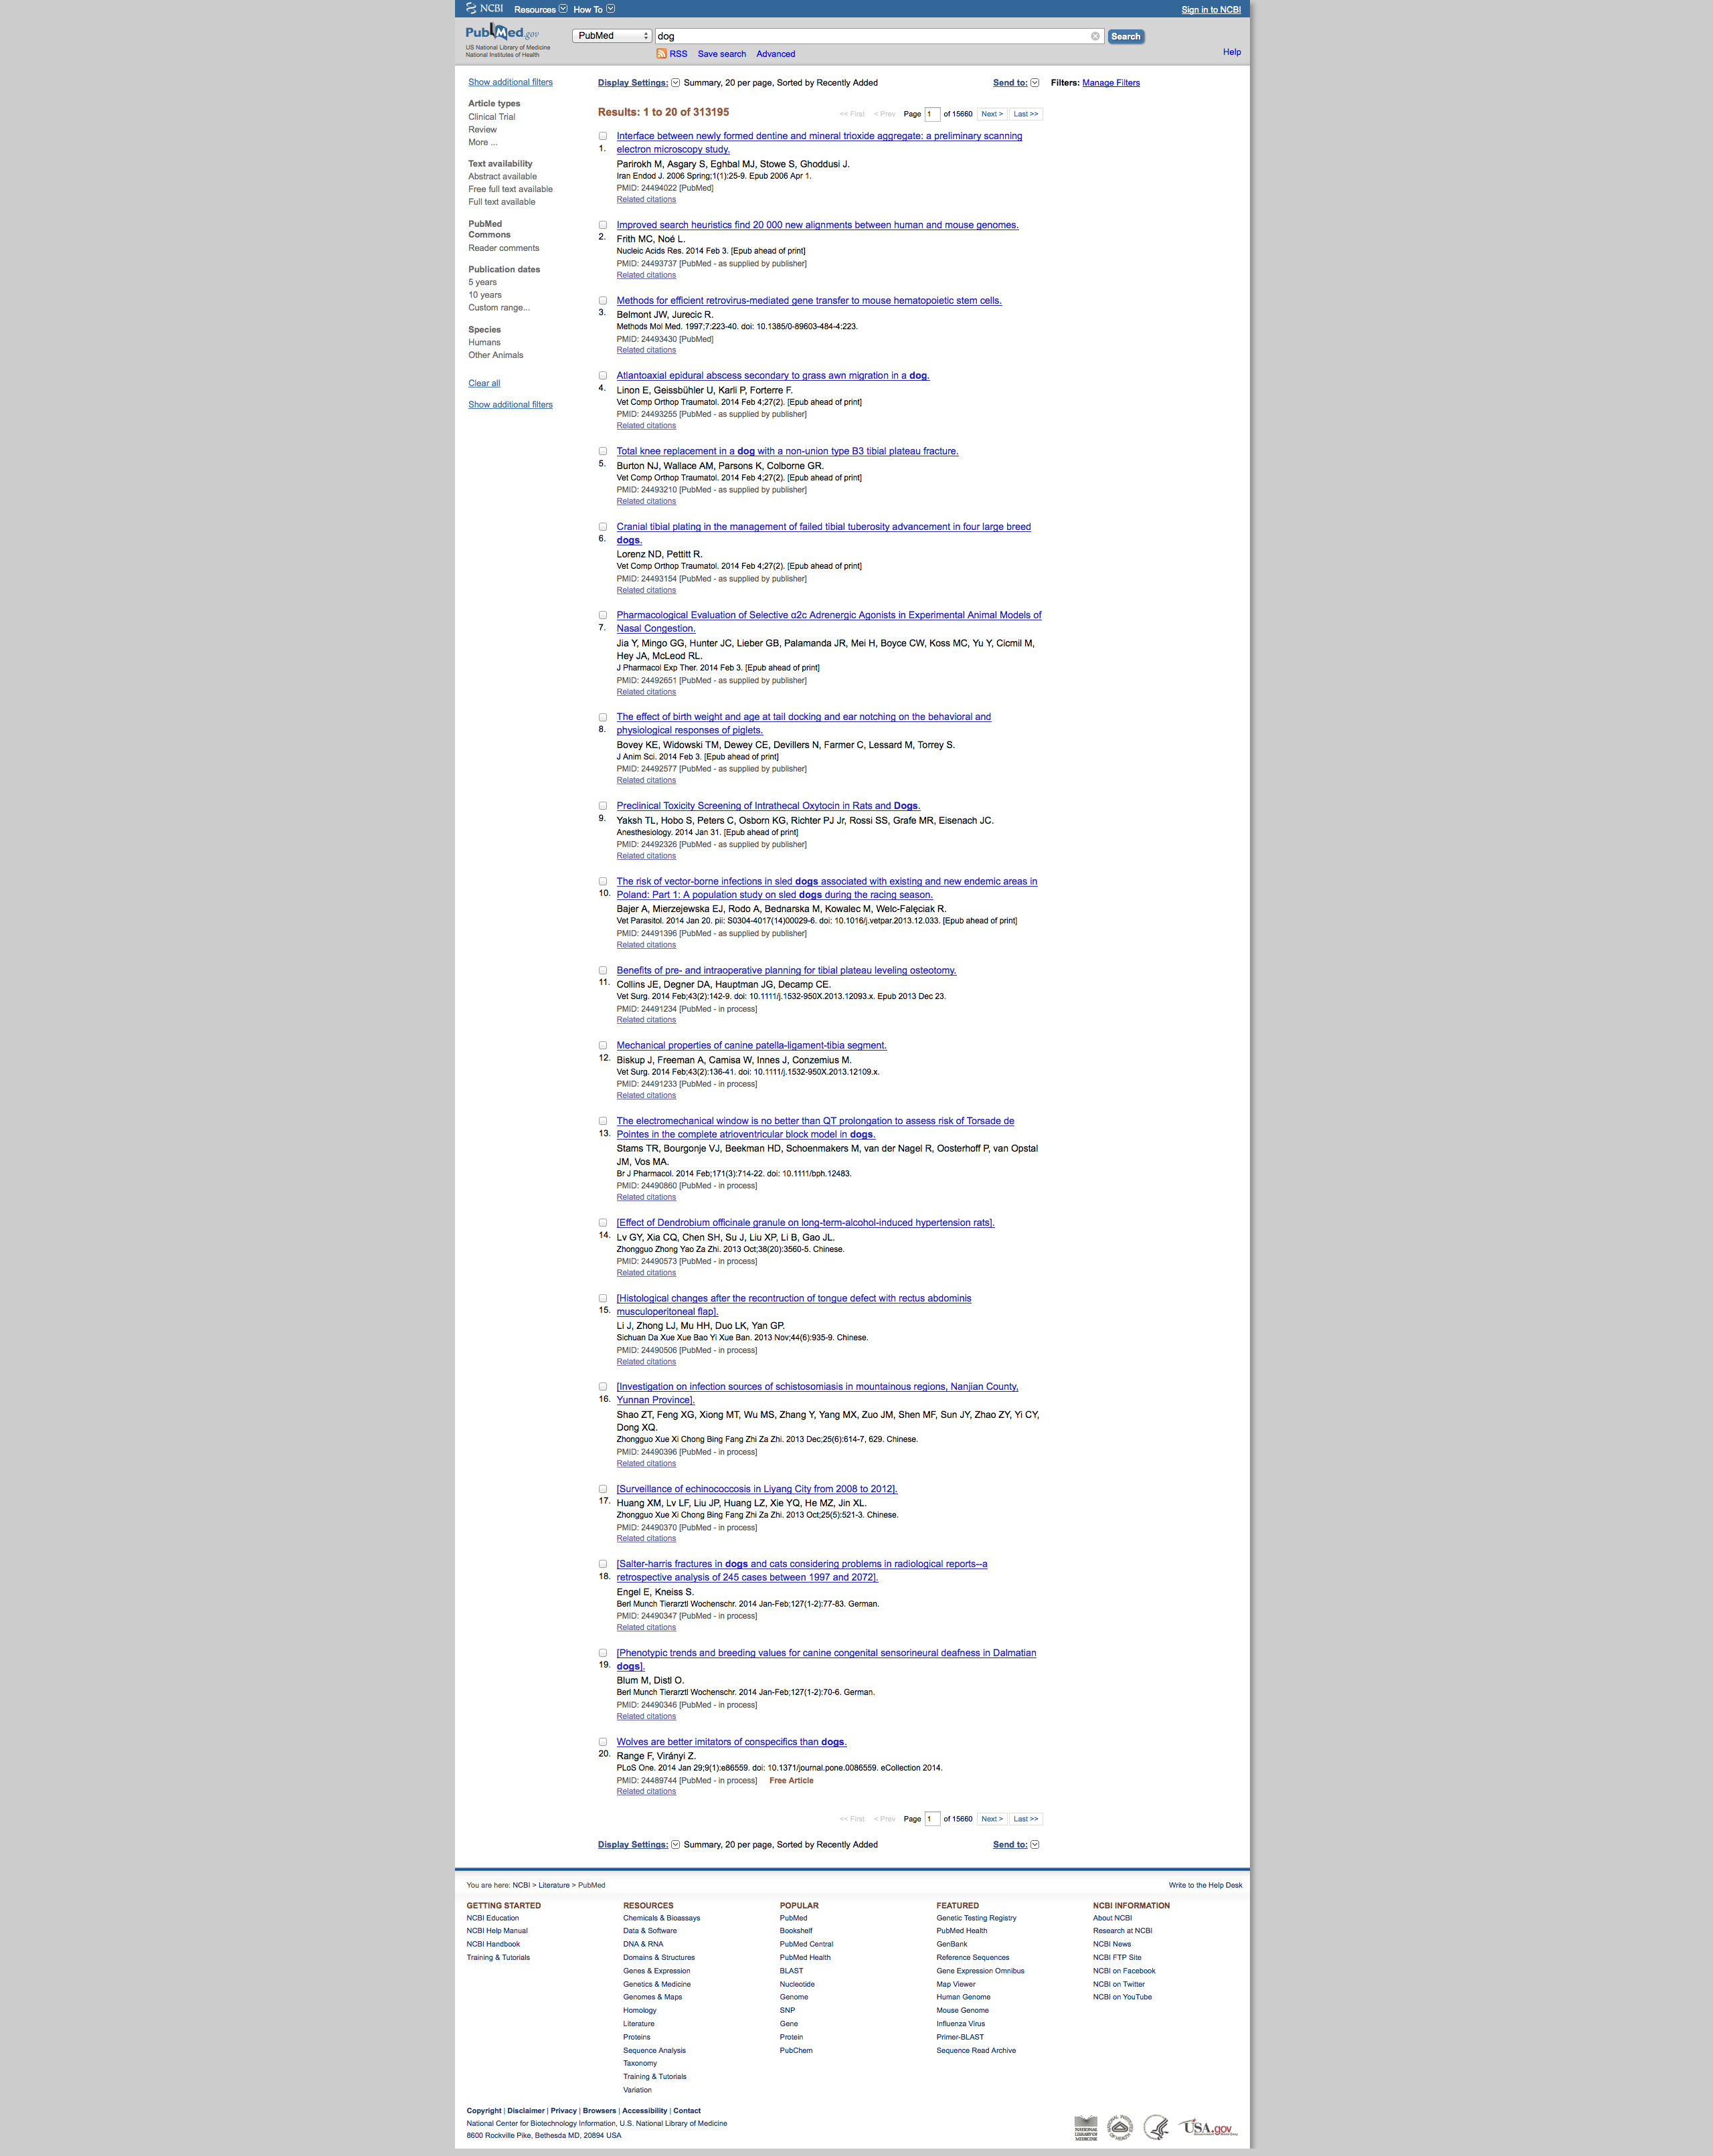 NCBI Resources How To Sign in to NCBI
PubMed.gov
US National Library of Medicine
National Institutes of Health
PubMed dog Search
RSS Save search Advanced
Help
Show additional filters
Article types
Clinical Trial
Review
More ...
Text availability
Abstract available
Free full text available
Full text available
PubMed
Commons
Reader comments
Publication dates
5 years
10 years
Custom range...
Species
Humans
Other Animals
Clear all
Show additional filters
Display Settings: Summary, 20 per page, Sorted by Recently Added Send to: Filters: Manage Filters
Results: 1 to 20 of 313195 << First < Prev Page 1 of 15660 Next > Last >>
Interface between newly formed dentine and mineral trioxide aggregate: a preliminary scanning
1. electron microscopy study.
Parirokh M, Asgary S, Eghbal MJ, Stowe S, Ghoddusi J.
Iran Endod J. 2006 Spring;1(1):25-9. Epub 2006 Apr 1.
PMID: 24494022 [PubMed]
Related citations
Improved search heuristics find 20 000 new alignments between human and mouse genomes.
2. Frith MC, Noé L.
Nucleic Acids Res. 2014 Feb 3. [Epub ahead of print]
PMID: 24493737 [PubMed - as supplied by publisher]
Related citations
Methods for efficient retrovirus-mediated gene transfer to mouse hematopoietic stem cells.
3. Belmont JW, Jurecic R.
Methods Mol Med. 1997;7:223-40. doi: 10.1385/0-89603-484-4:223.
PMID: 24493430 [PubMed]
Related citations
Atlantoaxial epidural abscess secondary to grass awn migration in a dog.
4. Linon E, Geissbühler U, Karli P, Forterre F.
Vet Comp Orthop Traumatol. 2014 Feb 4;27(2). [Epub ahead of print]
PMID: 24493255 [PubMed - as supplied by publisher]
Related citations
Total knee replacement in a dog with a non-union type B3 tibial plateau fracture.
5. Burton NJ, Wallace AM, Parsons K, Colborne GR.
Vet Comp Orthop Traumatol. 2014 Feb 4;27(2). [Epub ahead of print]
PMID: 24493210 [PubMed - as supplied by publisher]
Related citations
Cranial tibial plating in the management of failed tibial tuberosity advancement in four large breed
6. dogs.
Lorenz ND, Pettitt R.
Vet Comp Orthop Traumatol. 2014 Feb 4;27(2). [Epub ahead of print]
PMID: 24493154 [PubMed - as supplied by publisher]
Related citations
Pharmacological Evaluation of Selective α2c Adrenergic Agonists in Experimental Animal Models of
7. Nasal Congestion.
Jia Y, Mingo GG, Hunter JC, Lieber GB, Palamanda JR, Mei H, Boyce CW, Koss MC, Yu Y, Cicmil M,
Hey JA, McLeod RL.
J Pharmacol Exp Ther. 2014 Feb 3. [Epub ahead of print]
PMID: 24492651 [PubMed - as supplied by publisher]
Related citations
The effect of birth weight and age at tail docking and ear notching on the behavioral and
8. physiological responses of piglets.
Bovey KE, Widowski TM, Dewey CE, Devillers N, Farmer C, Lessard M, Torrey S.
J Anim Sci. 2014 Feb 3. [Epub ahead of print]
PMID: 24492577 [PubMed - as supplied by publisher]
Related citations
Preclinical Toxicity Screening of Intrathecal Oxytocin in Rats and Dogs.
9. Yaksh TL, Hobo S, Peters C, Osborn KG, Richter PJ Jr, Rossi SS, Grafe MR, Eisenach JC.
Anesthesiology. 2014 Jan 31. [Epub ahead of print]
PMID: 24492326 [PubMed - as supplied by publisher]
Related citations
The risk of vector-borne infections in sled dogs associated with existing and new endemic areas in
10. Poland: Part 1: A population study on sled dogs during the racing season.
Bajer A, Mierzejewska EJ, Rodo A, Bednarska M, Kowalec M, Welc-Falęciak R.
Vet Parasitol. 2014 Jan 20. pii: S0304-4017(14)00029-6. doi: 10.1016/j.vetpar.2013.12.033. [Epub ahead of print]
PMID: 24491396 [PubMed - as supplied by publisher]
Related citations
Benefits of pre- and intraoperative planning for tibial plateau leveling osteotomy.
11. Collins JE, Degner DA, Hauptman JG, Decamp CE.
Vet Surg. 2014 Feb;43(2):142-9. doi: 10.1111/j.1532-950X.2013.12093.x. Epub 2013 Dec 23.
PMID: 24491234 [PubMed - in process]
Related citations
Mechanical properties of canine patella-ligament-tibia segment.
12. Biskup J, Freeman A, Camisa W, Innes J, Conzemius M.
Vet Surg. 2014 Feb;43(2):136-41. doi: 10.1111/j.1532-950X.2013.12109.x.
PMID: 24491233 [PubMed - in process]
Related citations
The electromechanical window is no better than QT prolongation to assess risk of Torsade de
13. Pointes in the complete atrioventricular block model in dogs.
Stams TR, Bourgonje VJ, Beekman HD, Schoenmakers M, van der Nagel R, Oosterhoff P, van Opstal
JM, Vos MA.
Br J Pharmacol. 2014 Feb;171(3):714-22. doi: 10.1111/bph.12483.
PMID: 24490860 [PubMed - in process]
Related citations
[Effect of Dendrobium officinale granule on long-term-alcohol-induced hypertension rats].
14. Lv GY, Xia CQ, Chen SH, Su J, Liu XP, Li B, Gao JL.
Zhongguo Zhong Yao Za Zhi. 2013 Oct;38(20):3560-5. Chinese.
PMID: 24490573 [PubMed - in process]
Related citations
[Histological changes after the recontruction of tongue defect with rectus abdominis
15. musculoperitoneal flap].
Li J, Zhong LJ, Mu HH, Duo LK, Yan GP.
Sichuan Da Xue Xue Bao Yi Xue Ban. 2013 Nov;44(6):935-9. Chinese.
PMID: 24490506 [PubMed - in process]
Related citations
[Investigation on infection sources of schistosomiasis in mountainous regions, Nanjian County,
16. Yunnan Province].
Shao ZT, Feng XG, Xiong MT, Wu MS, Zhang Y, Yang MX, Zuo JM, Shen MF, Sun JY, Zhao ZY, Yi CY,
Dong XQ.
Zhongguo Xue Xi Chong Bing Fang Zhi Za Zhi. 2013 Dec;25(6):614-7, 629. Chinese.
PMID: 24490396 [PubMed - in process]
Related citations
[Surveillance of echinococcosis in Liyang City from 2008 to 2012].
17. Huang XM, Lv LF, Liu JP, Huang LZ, Xie YQ, He MZ, Jin XL.
Zhongguo Xue Xi Chong Bing Fang Zhi Za Zhi. 2013 Oct;25(5):521-3. Chinese.
PMID: 24490370 [PubMed - in process]
Related citations
[Salter-harris fractures in dogs and cats considering problems in radiological reports--a
18. retrospective analysis of 245 cases between 1997 and 2072].
Engel E, Kneiss S.
Berl Munch Tierarztl Wochenschr. 2014 Jan-Feb;127(1-2):77-83. German.
PMID: 24490347 [PubMed - in process]
Related citations
[Phenotypic trends and breeding values for canine congenital sensorineural deafness in Dalmatian
19. dogs].
Blum M, Distl O.
Berl Munch Tierarztl Wochenschr. 2014 Jan-Feb;127(1-2):70-6. German.
PMID: 24490346 [PubMed - in process]
Related citations
Wolves are better imitators of conspecifics than dogs.
20. Range F, Virányi Z.
PLoS One. 2014 Jan 29;9(1):e86559. doi: 10.1371/journal.pone.0086559. eCollection 2014.
PMID: 24489744 [PubMed - in process] Free Article
Related citations
<< First < Prev Page 1 of 15660 Next > Last >>
Display Settings: Summary, 20 per page, Sorted by Recently Added Send to:
You are here: NCBI > Literature > PubMed Write to the Help Desk
GETTING STARTED
NCBI Education
NCBI Help Manual
NCBI Handbook
Training & Tutorials
RESOURCES
Chemicals & Bioassays
Data & Software
DNA & RNA
Domains & Structures
Genes & Expression
Genetics & Medicine
Genomes & Maps
Homology
Literature
Proteins
Sequence Analysis
Taxonomy
Training & Tutorials
Variation
POPULAR
PubMed
Bookshelf
PubMed Central
PubMed Health
BLAST
Nucleotide
Genome
SNP
Gene
Protein
PubChem
FEATURED
Genetic Testing Registry
PubMed Health
GenBank
Reference Sequences
Gene Expression Omnibus
Map Viewer
Human Genome
Mouse Genome
Influenza Virus
Primer-BLAST
Sequence Read Archive
NCBI INFORMATION
About NCBI
Research at NCBI
NCBI News
NCBI FTP Site
NCBI on Facebook
NCBI on Twitter
NCBI on YouTube
Copyright | Disclaimer | Privacy | Browsers | Accessibility | Contact
National Center for Biotechnology Information, U.S. National Library of Medicine
8600 Rockville Pike, Bethesda MD, 20894 USA
NATIONAL
LIBRARY OF
MEDICINE
USA.gov